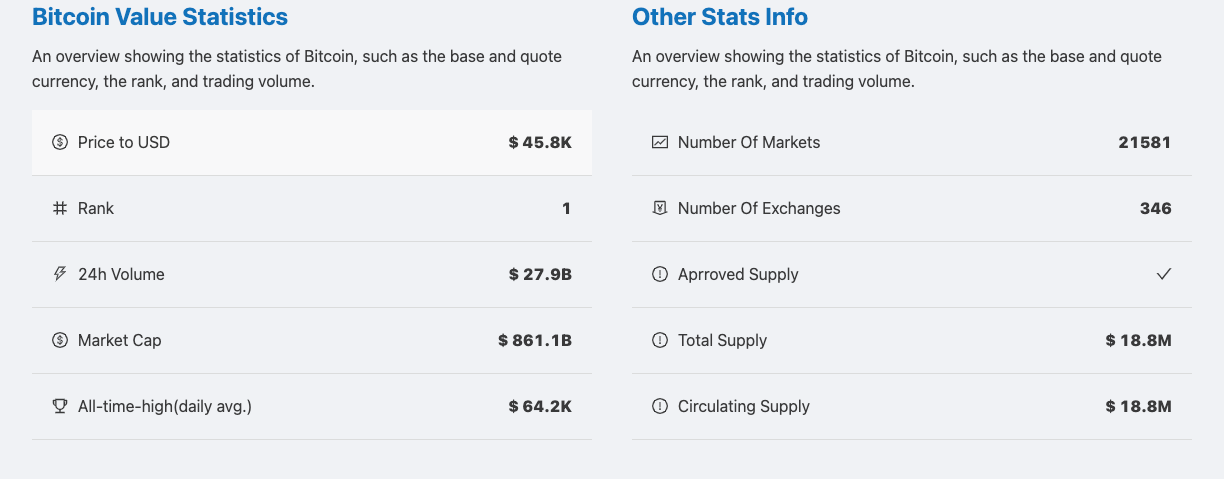 Bitcoin Value Statistics
An overview showing the statistics of Bitcoin, such as the base and quote
currency, the rank, and trading volume.
Price to USD $ 45.8K
Rank 1
24h Volume $ 27.9B
Market Cap $ 861.1B
All-time-high(daily avg.) $ 64.2K
Other Stats Info
An overview showing the statistics of Bitcoin, such as the base and quote
currency, the rank, and trading volume.
Number Of Markets 21581
Number Of Exchanges 346
Aprroved Supply
Total Supply $ 18.8M
Circulating Supply $ 18.8M